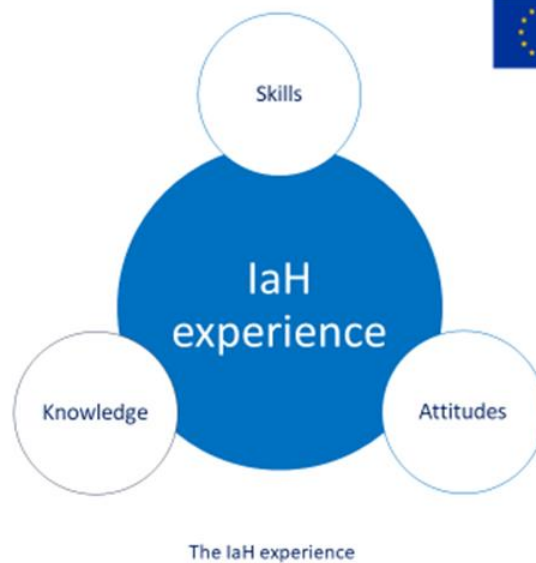 Skills
IaH
experience
Knowledge
Attitudes
The IaH experience